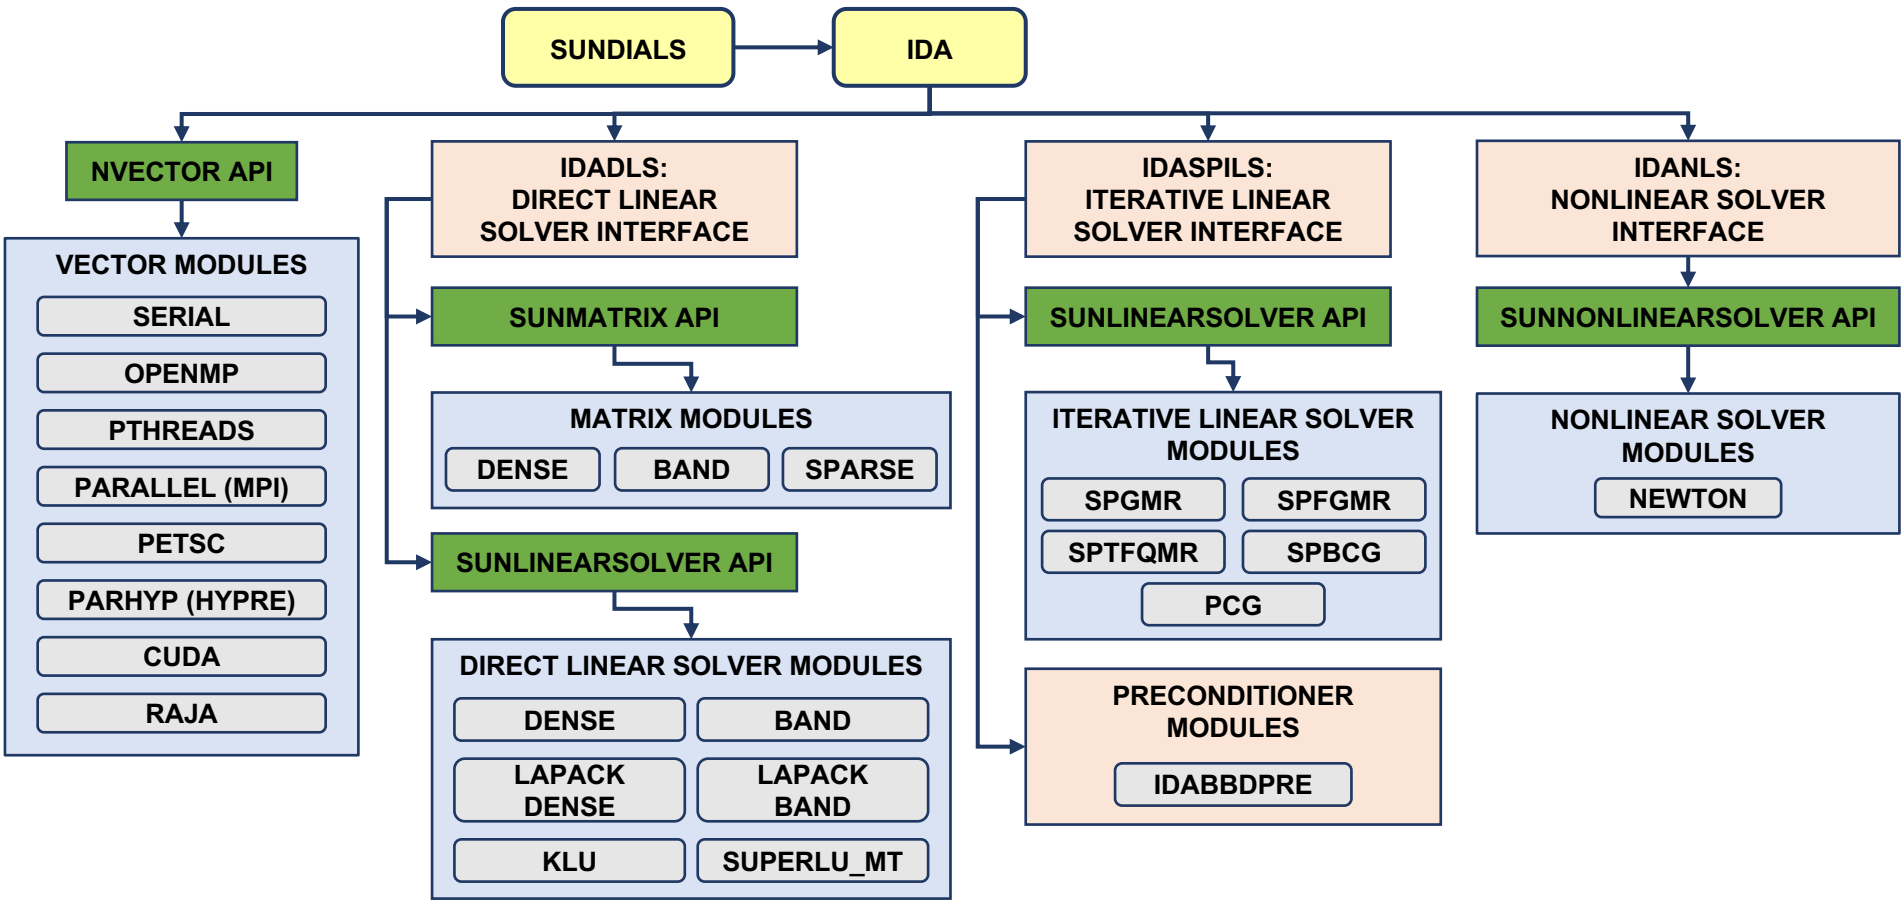 SUNDIALS
IDA
NVECTOR API
VECTOR MODULES
SERIAL
OPENMP
PTHREADS
PARALLEL (MPI)
PETSC
PARHYP (HYPRE)
CUDA
RAJA
IDADLS:
DIRECT LINEAR
SOLVER INTERFACE
SUNMATRIX API
MATRIX MODULES
DENSE
BAND
SPARSE
SUNLINEARSOLVER API
DIRECT LINEAR SOLVER MODULES
DENSE
BAND
LAPACK
DENSE
LAPACK
BAND
KLU
SUPERLU_MT
IDASPILS:
ITERATIVE LINEAR
SOLVER INTERFACE
SUNLINEARSOLVER API
ITERATIVE LINEAR SOLVER
MODULES
SPGMR
SPFGMR
SPTFQMR
SPBCG
PCG
PRECONDITIONER
MODULES
IDABBDPRE
IDANLS:
NONLINEAR SOLVER
INTERFACE
SUNNONLINEARSOLVER API
NONLINEAR SOLVER
MODULES
NEWTON